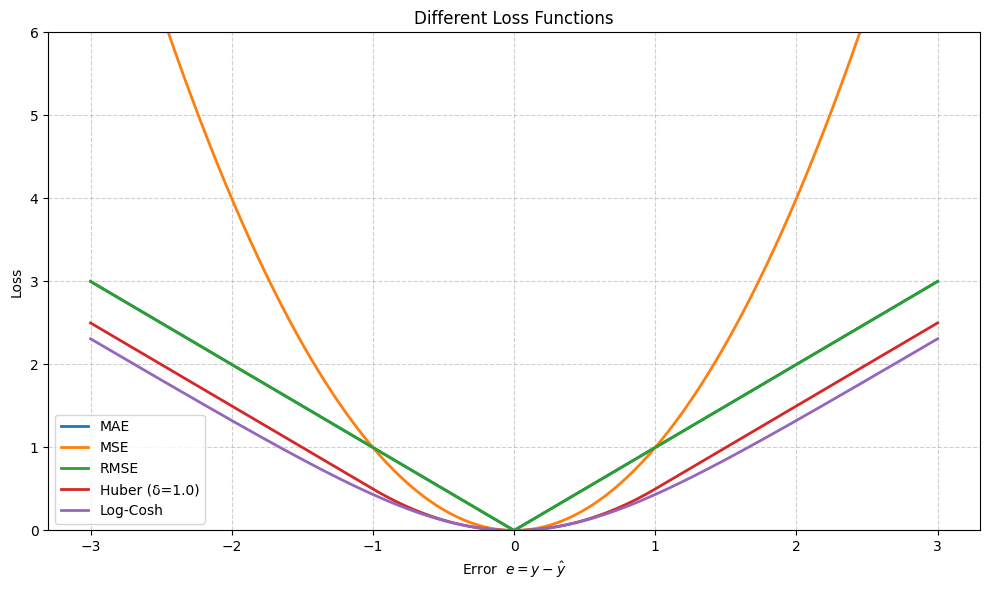 Different Loss Functions
6
5
4
3
2
1
0
Loss
MAE
MSE
RMSE
Huber (δ=1.0)
Log-Cosh
−3 −2 −1 0 1 2 3
Error e = y − ŷ